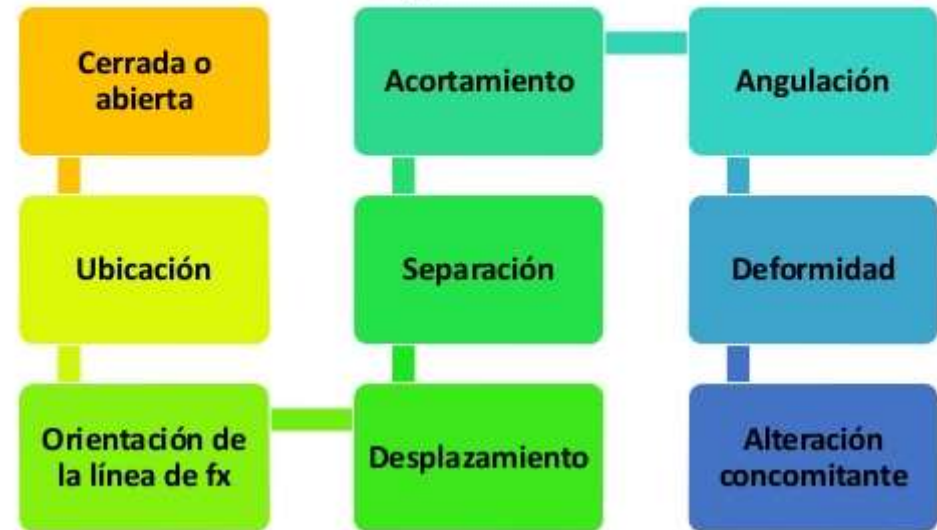 Cerrada o
abierta
Ubicación
Orientación de
la línea de fx
Desplazamiento
Separación
Acortamiento
Angulación
Deformidad
Alteración
concomitante